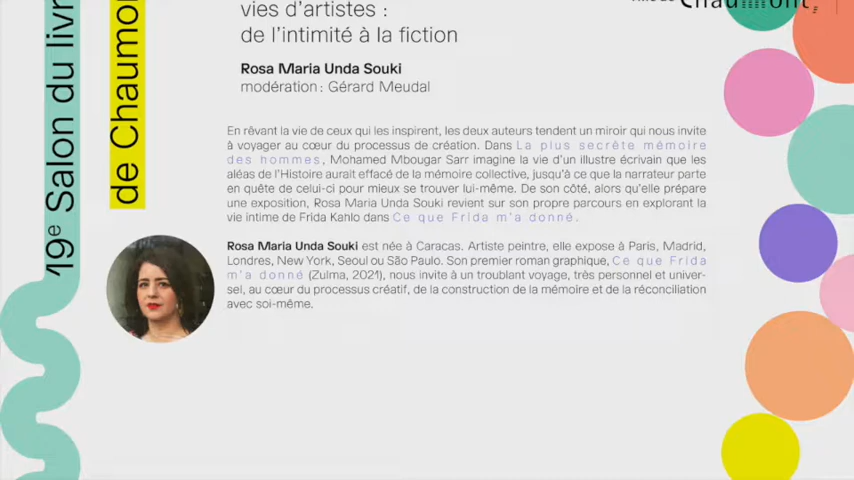 19e Salon du livr
de Chaumo
Chaumont
vies d'artistes :
de l'intimité à la fiction
Rosa Maria Unda Souki
modération : Gérard Meudal
En rêvant la vie de ceux qui les inspirent, les deux auteurs tendent un miroir qui nous invite
à voyager au cœur du processus de création. Dans La plus secrète mémoire
des hommes, Mohamed Mbougar Sarr imagine la vie d'un illustre écrivain que les
aléas de l'Histoire aurait effacé de la mémoire collective, jusqu'à ce que la narrateur parte
en quête de celui-ci pour mieux se trouver lui-même. De son côté, alors qu'elle prépare
une exposition, Rosa Maria Unda Souki revient sur son propre parcours en explorant la
vie intime de Frida Kahlo dans Ce que Frida m'a donné.
Rosa Maria Unda Souki est née à Caracas. Artiste peintre, elle expose à Paris, Madrid,
Londres, New York, Seoul ou São Paulo. Son premier roman graphique, Ce que Frida
m'a donné (Zulma, 2021), nous invite à un troublant voyage, très personnel et univer-
sel, au cœur du processus créatif, de la construction de la mémoire et de la réconciliation
avec soi-même.